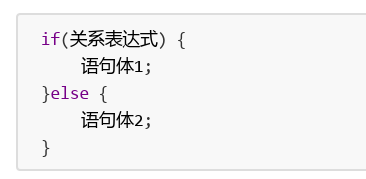 if(关系表达式) {
    语句体1;
}else {
    语句体2;
}